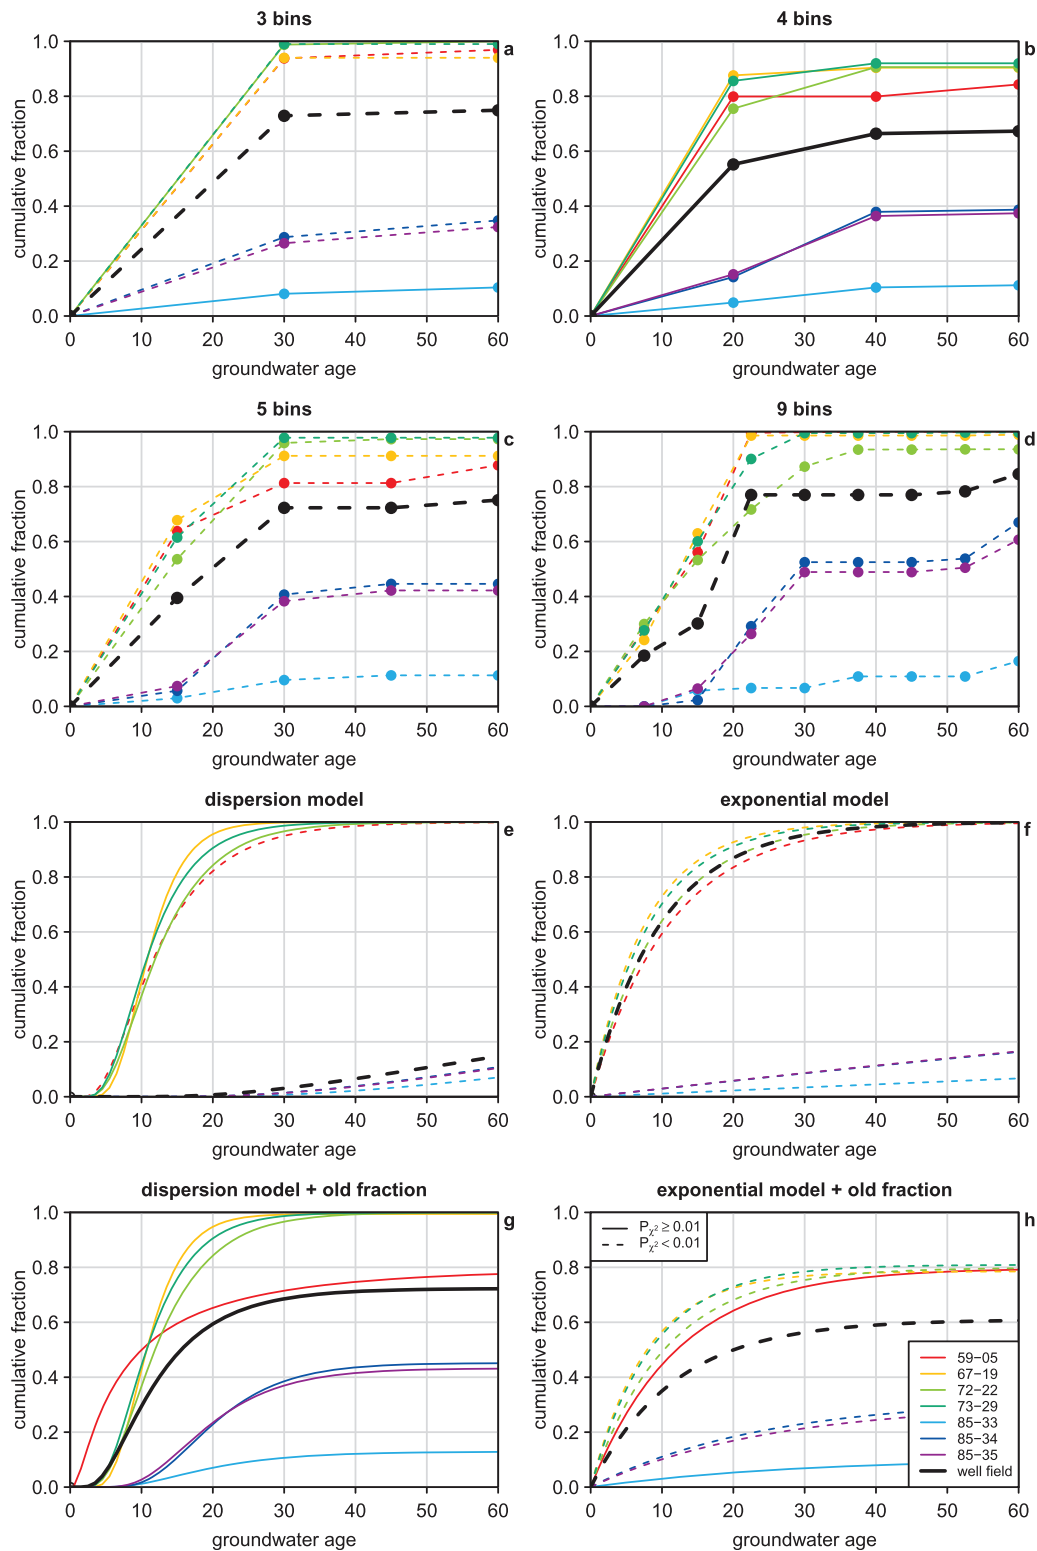 3 bins
a
1.0
0.8
0.6
0.4
0.2
0.0
cumulative fraction
0 10 20 30 40 50 60
groundwater age
4 bins
b
1.0
0.8
0.6
0.4
0.2
0.0
cumulative fraction
0 10 20 30 40 50 60
groundwater age
5 bins
c
1.0
0.8
0.6
0.4
0.2
0.0
cumulative fraction
0 10 20 30 40 50 60
groundwater age
9 bins
d
1.0
0.8
0.6
0.4
0.2
0.0
cumulative fraction
0 10 20 30 40 50 60
groundwater age
dispersion model
e
1.0
0.8
0.6
0.4
0.2
0.0
cumulative fraction
0 10 20 30 40 50 60
groundwater age
exponential model
f
1.0
0.8
0.6
0.4
0.2
0.0
cumulative fraction
0 10 20 30 40 50 60
groundwater age
dispersion model + old fraction
g
1.0
0.8
0.6
0.4
0.2
0.0
cumulative fraction
0 10 20 30 40 50 60
groundwater age
exponential model + old fraction
h
1.0
0.8
0.6
0.4
0.2
0.0
cumulative fraction
Pχ² ≥ 0.01
Pχ² < 0.01
59−05
67−19
72−22
73−29
85−33
85−34
85−35
well field
0 10 20 30 40 50 60
groundwater age